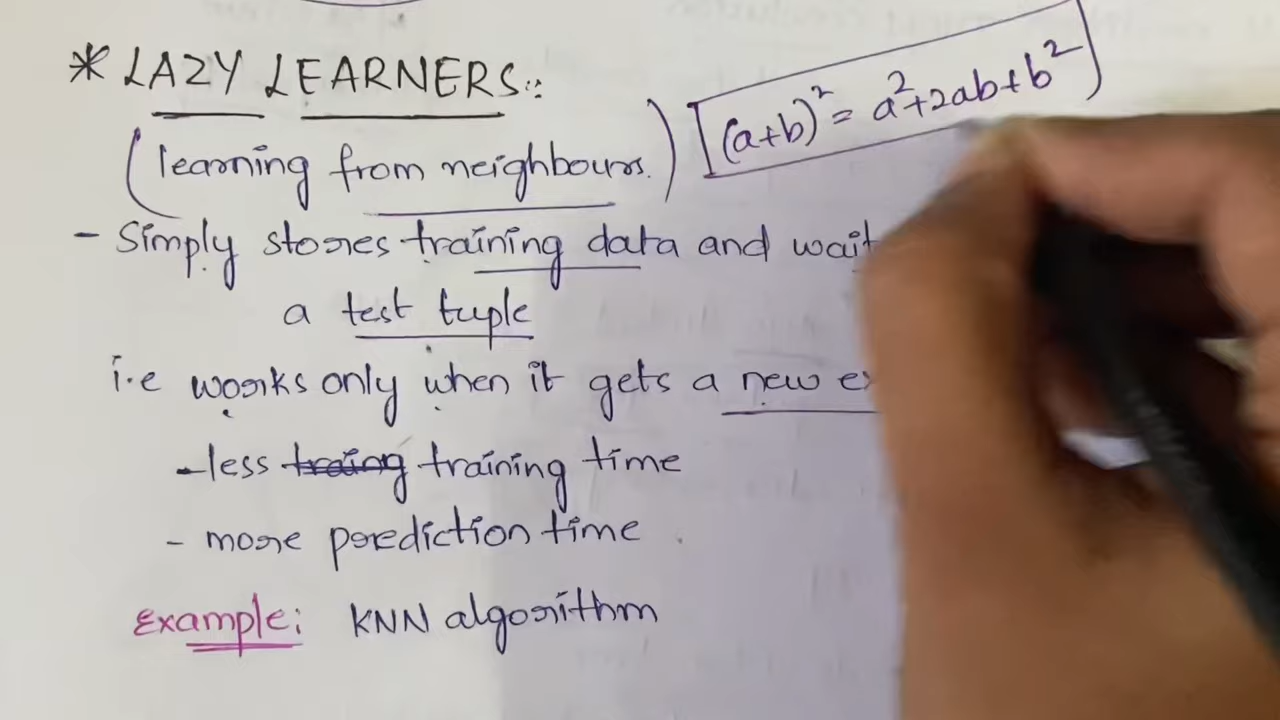 * LAZY LEARNERS::
(learning from neighbours.)
[(a+b)² = a²+2ab+b²]
- Simply stores training data and wait
a test tuple
i.e works only when it gets a new
-less training time
- more prediction time
Example: KNN algorithm